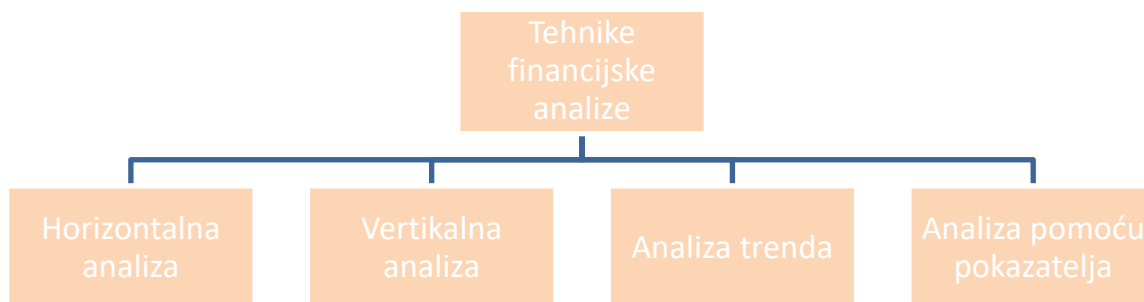 Tehnike
financijske
analize
Horizontalna
analiza
Vertikalna
analiza
Analiza trenda
Analiza pomoću
pokazatelja